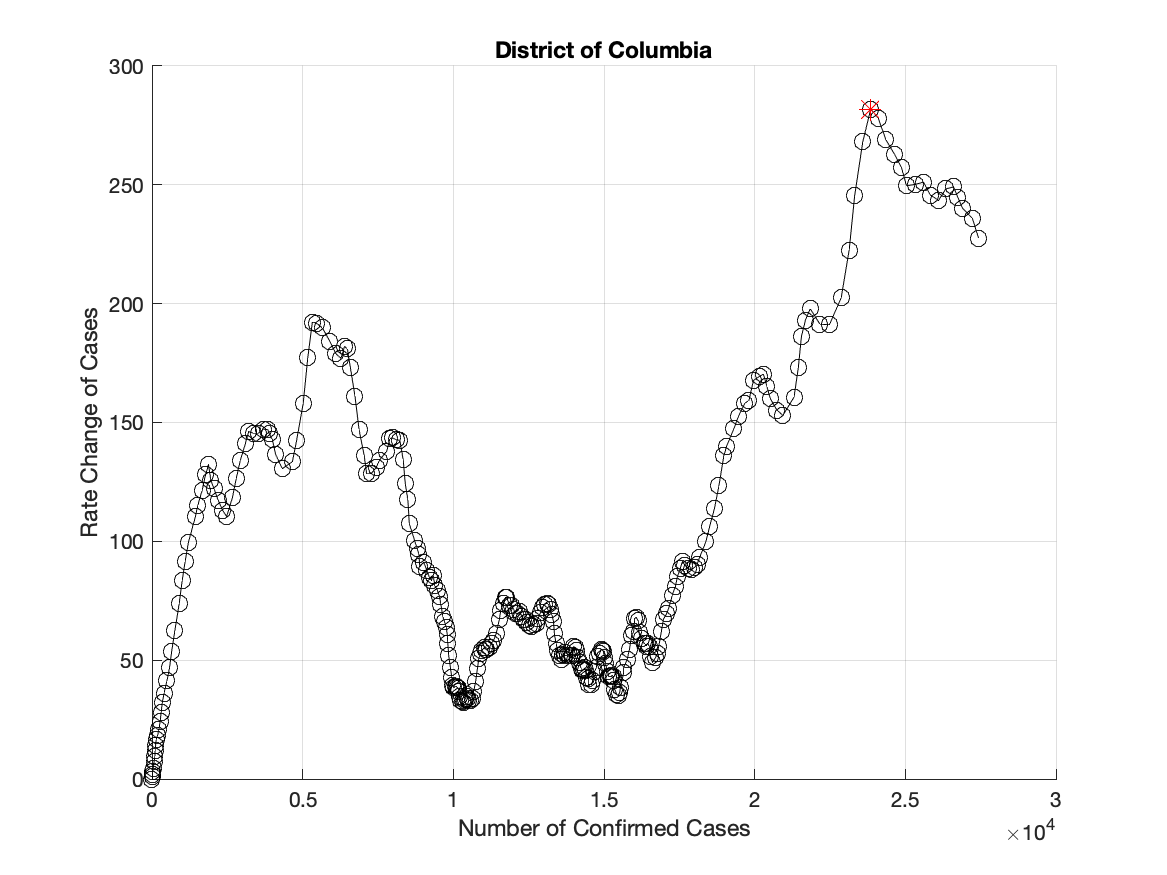 District of Columbia
300
250
200
150
100
50
0
Rate Change of Cases
0 0.5 1 1.5 2 2.5 3
Number of Confirmed Cases
×10⁴